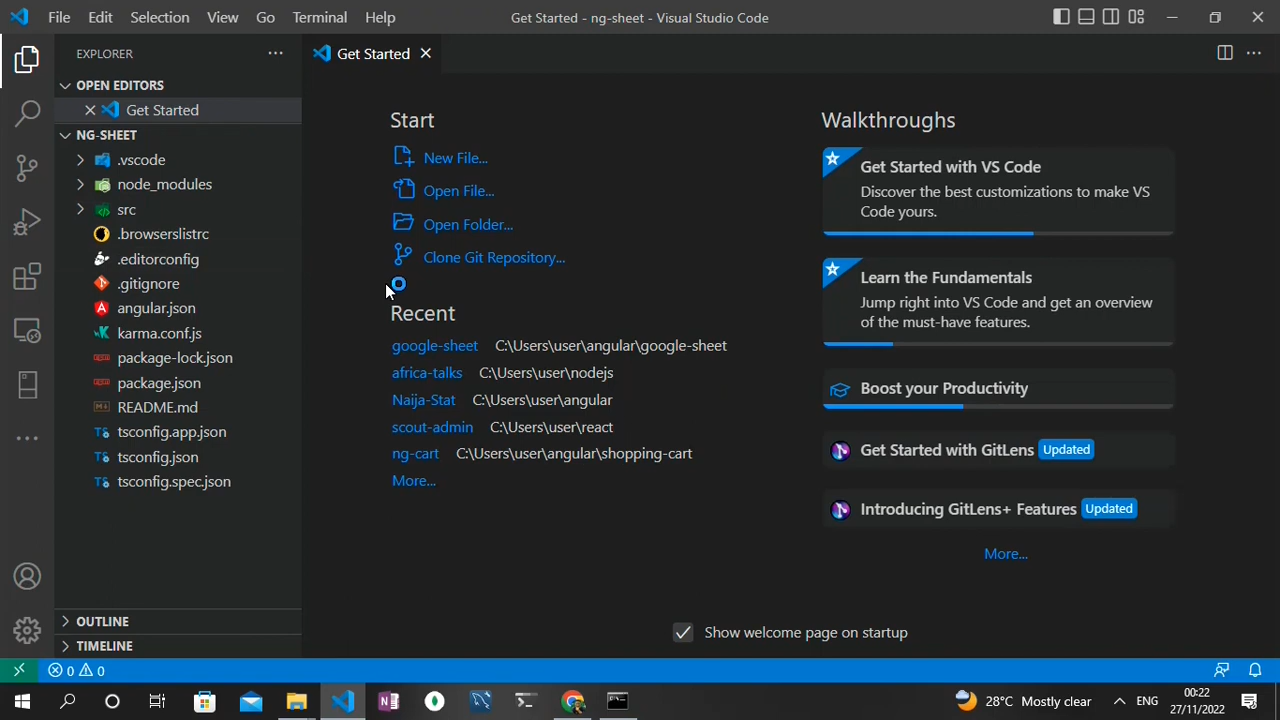 File Edit Selection View Go Terminal Help
Get Started - ng-sheet - Visual Studio Code
EXPLORER
OPEN EDITORS
Get Started
NG-SHEET
.vscode
node_modules
src
.browserslistrc
.editorconfig
.gitignore
angular.json
karma.conf.js
package-lock.json
package.json
README.md
tsconfig.app.json
tsconfig.json
tsconfig.spec.json
OUTLINE
TIMELINE
Get Started
Start
New File...
Open File...
Open Folder...
Clone Git Repository...
Recent
google-sheet C:\Users\user\angular\google-sheet
africa-talks C:\Users\user\nodejs
Naija-Stat C:\Users\user\angular
scout-admin C:\Users\user\react
ng-cart C:\Users\user\angular\shopping-cart
More...
Walkthroughs
Get Started with VS Code
Discover the best customizations to make VS
Code yours.
Learn the Fundamentals
Jump right into VS Code and get an overview
of the must-have features.
Boost your Productivity
Get Started with GitLens Updated
Introducing GitLens+ Features Updated
More...
Show welcome page on startup
0 0
28°C Mostly clear
ENG
00:22
27/11/2022